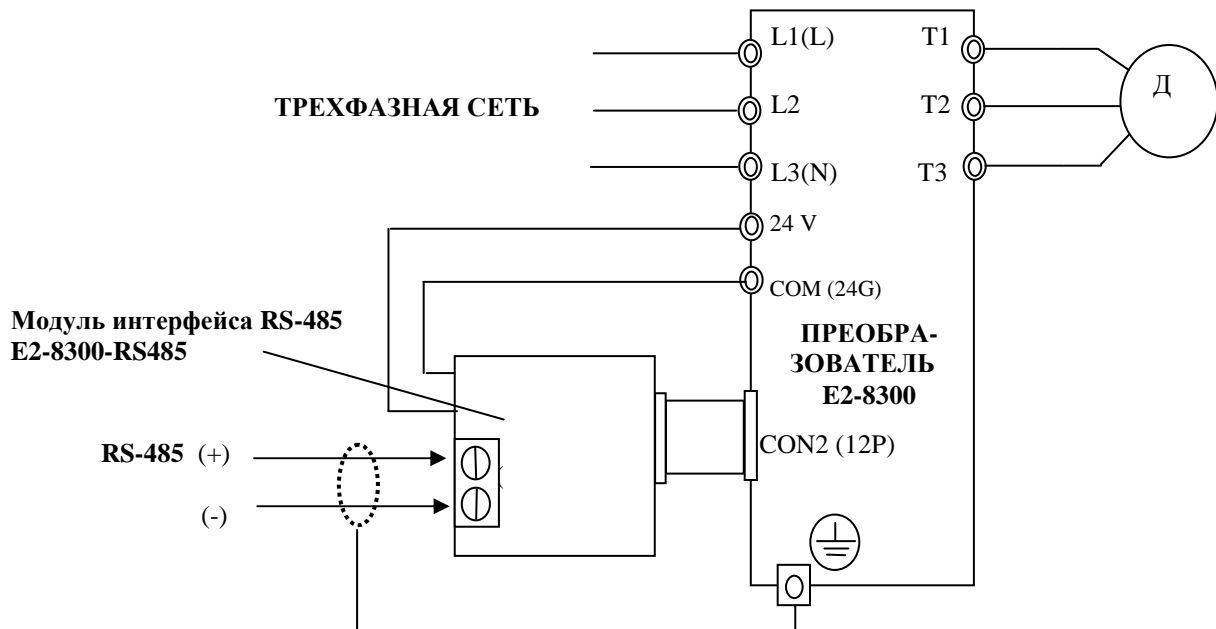 L1(L)
T1
ТРЕХФАЗНАЯ СЕТЬ
L2
T2
Д
L3(N)
T3
24 V
COM (24G)
Модуль интерфейса RS-485
E2-8300-RS485
ПРЕОБРА-
ЗОВАТЕЛЬ
E2-8300
RS-485 (+)
(-)
CON2 (12P)